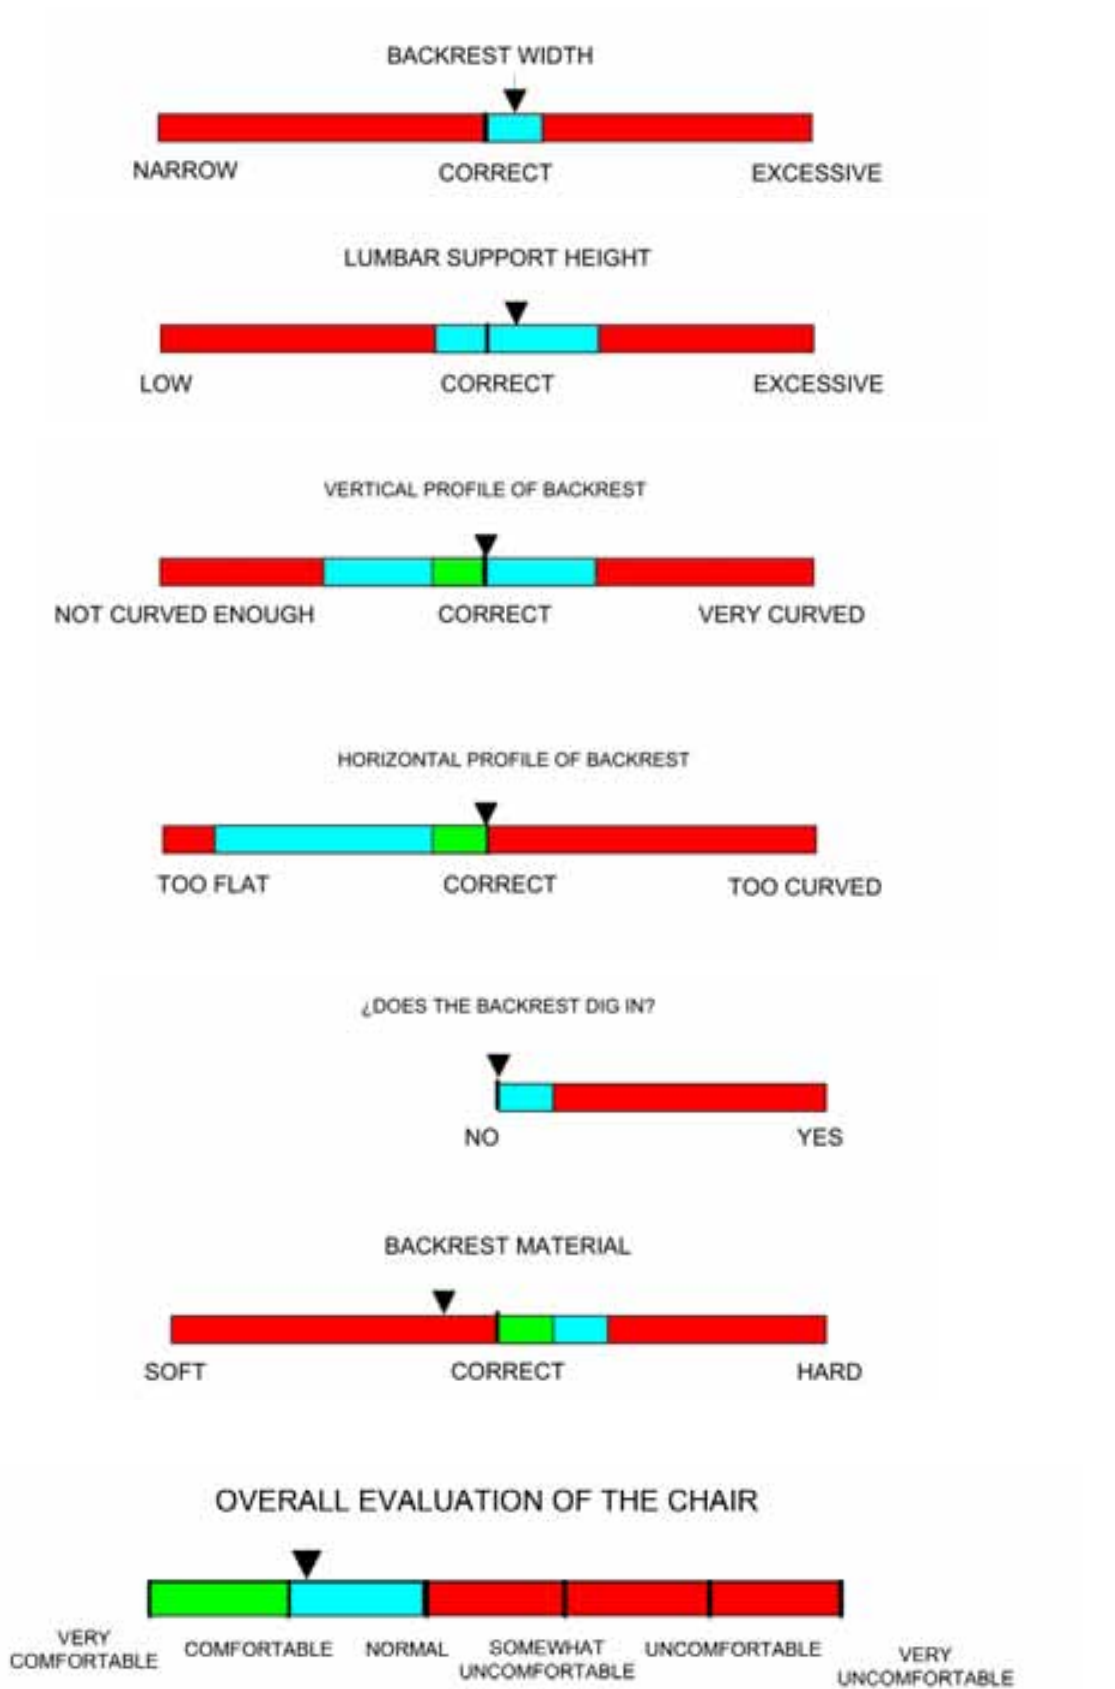 BACKREST WIDTH
NARROW CORRECT EXCESSIVE
LUMBAR SUPPORT HEIGHT
LOW CORRECT EXCESSIVE
VERTICAL PROFILE OF BACKREST
NOT CURVED ENOUGH CORRECT VERY CURVED
HORIZONTAL PROFILE OF BACKREST
TOO FLAT CORRECT TOO CURVED
¿DOES THE BACKREST DIG IN?
NO YES
BACKREST MATERIAL
SOFT CORRECT HARD
OVERALL EVALUATION OF THE CHAIR
VERY
COMFORTABLE
COMFORTABLE
NORMAL
SOMEWHAT
UNCOMFORTABLE
UNCOMFORTABLE
VERY
UNCOMFORTABLE